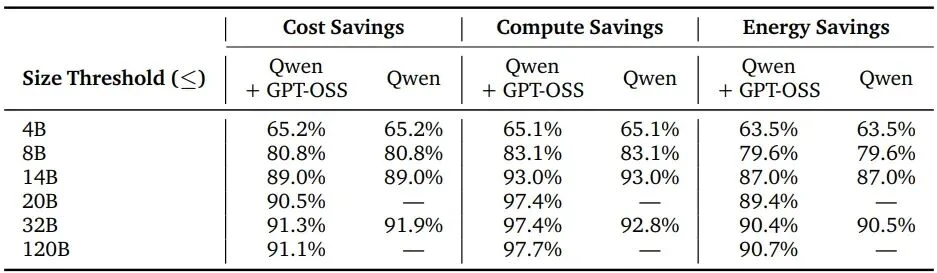 Cost Savings Compute Savings Energy Savings
Size Threshold (≤) Qwen + GPT-OSS Qwen Qwen + GPT-OSS Qwen Qwen + GPT-OSS Qwen
4B 65.2% 65.2% 65.1% 65.1% 63.5% 63.5%
8B 80.8% 80.8% 83.1% 83.1% 79.6% 79.6%
14B 89.0% 89.0% 93.0% 93.0% 87.0% 87.0%
20B 90.5% — 97.4% — 89.4% —
32B 91.3% 91.9% 97.4% 92.8% 90.4% 90.5%
120B 91.1% — 97.7% — 90.7% —